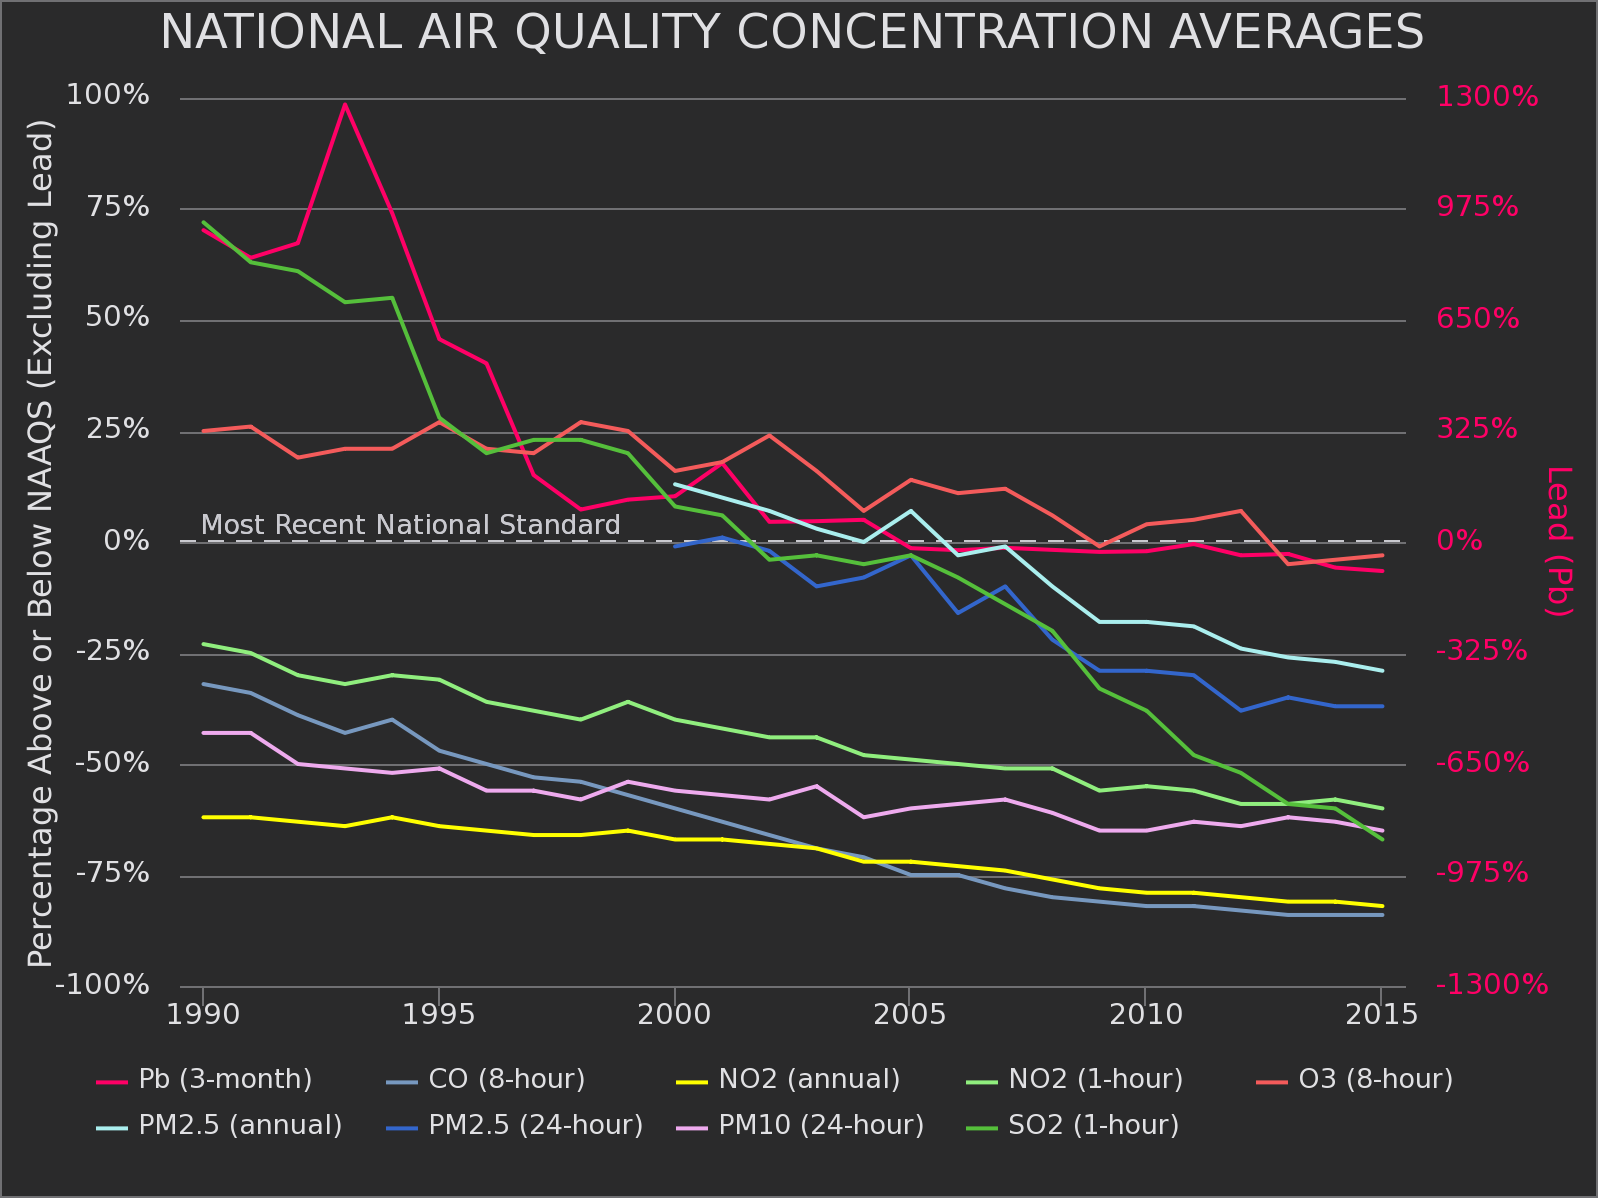 NATIONAL AIR QUALITY CONCENTRATION AVERAGES
Percentage Above or Below NAAQS (Excluding Lead)
100%
75%
50%
25%
0%
-25%
-50%
-75%
-100%
Most Recent National Standard
1300%
975%
650%
325%
0%
-325%
-650%
-975%
-1300%
Lead (Pb)
1990 1995 2000 2005 2010 2015
Pb (3-month) CO (8-hour) NO2 (annual) NO2 (1-hour) O3 (8-hour)
PM2.5 (annual) PM2.5 (24-hour) PM10 (24-hour) SO2 (1-hour)